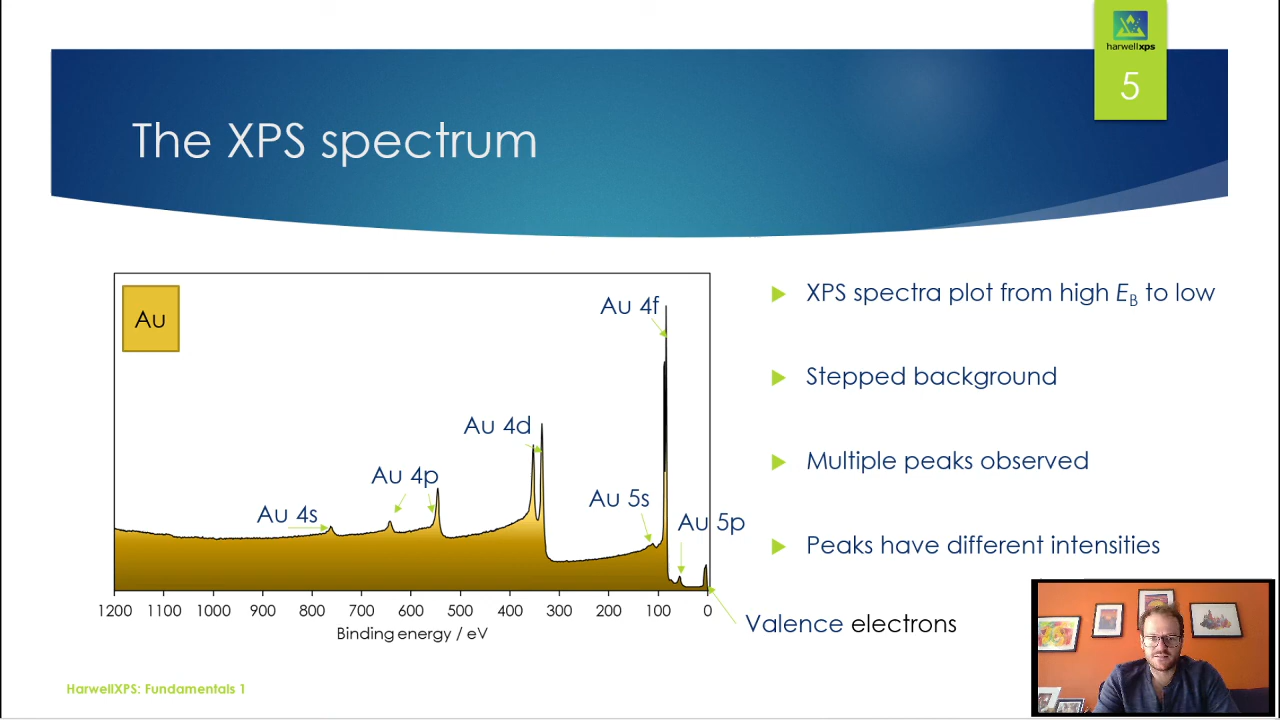 harwellxps
5
The XPS spectrum
Au
Au 4f
Au 4d
Au 4p
Au 4s
Au 5s
Au 5p
1200 1100 1000 900 800 700 600 500 400 300 200 100 0
Binding energy / eV
Valence electrons
XPS spectra plot from high EB to low
Stepped background
Multiple peaks observed
Peaks have different intensities
HarwellXPS: Fundamentals 1